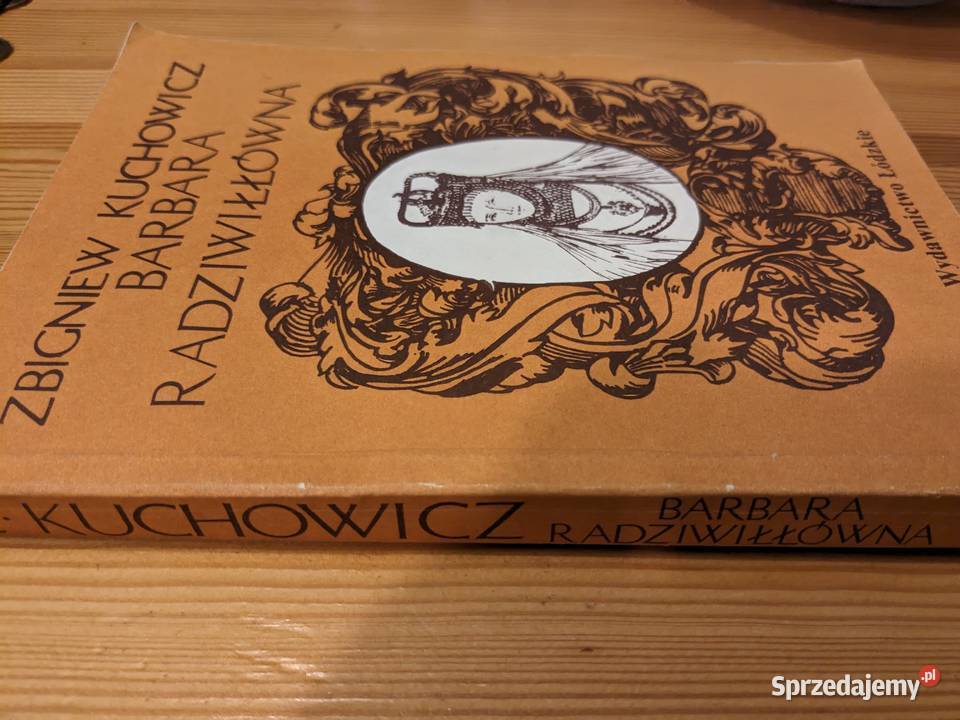 ZBIGNIEW KUCHOWICZ
BARBARA
RADZIWIŁŁÓWNA
Wydawnictwo Łódzkie
KUCHOWICZ
BARBARA
RADZIWIŁŁÓWNA
Sprzedajemy.pl